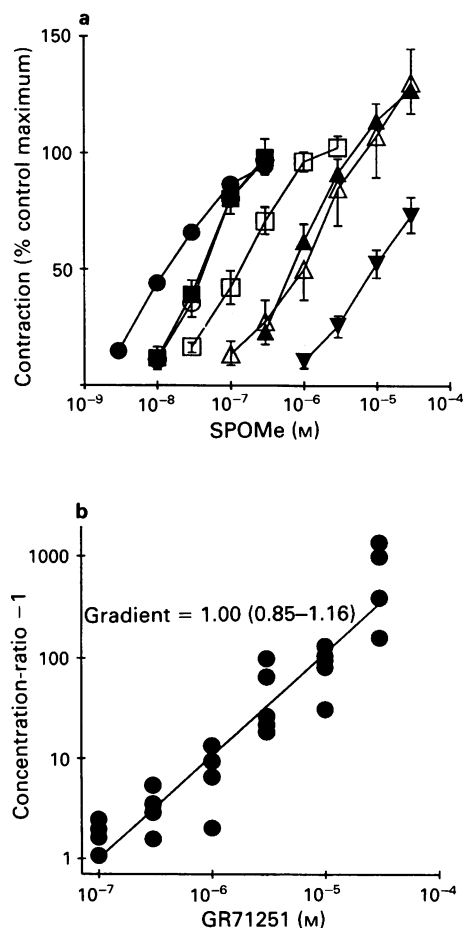 a
Contraction (% control maximum)
150
100
50
10⁻⁹ 10⁻⁸ 10⁻⁷ 10⁻⁶ 10⁻⁵ 10⁻⁴
SPOMe (M)
b
Concentration-ratio −1
1000
100
10
1
Gradient = 1.00 (0.85–1.16)
10⁻⁷ 10⁻⁶ 10⁻⁵ 10⁻⁴
GR71251 (M)